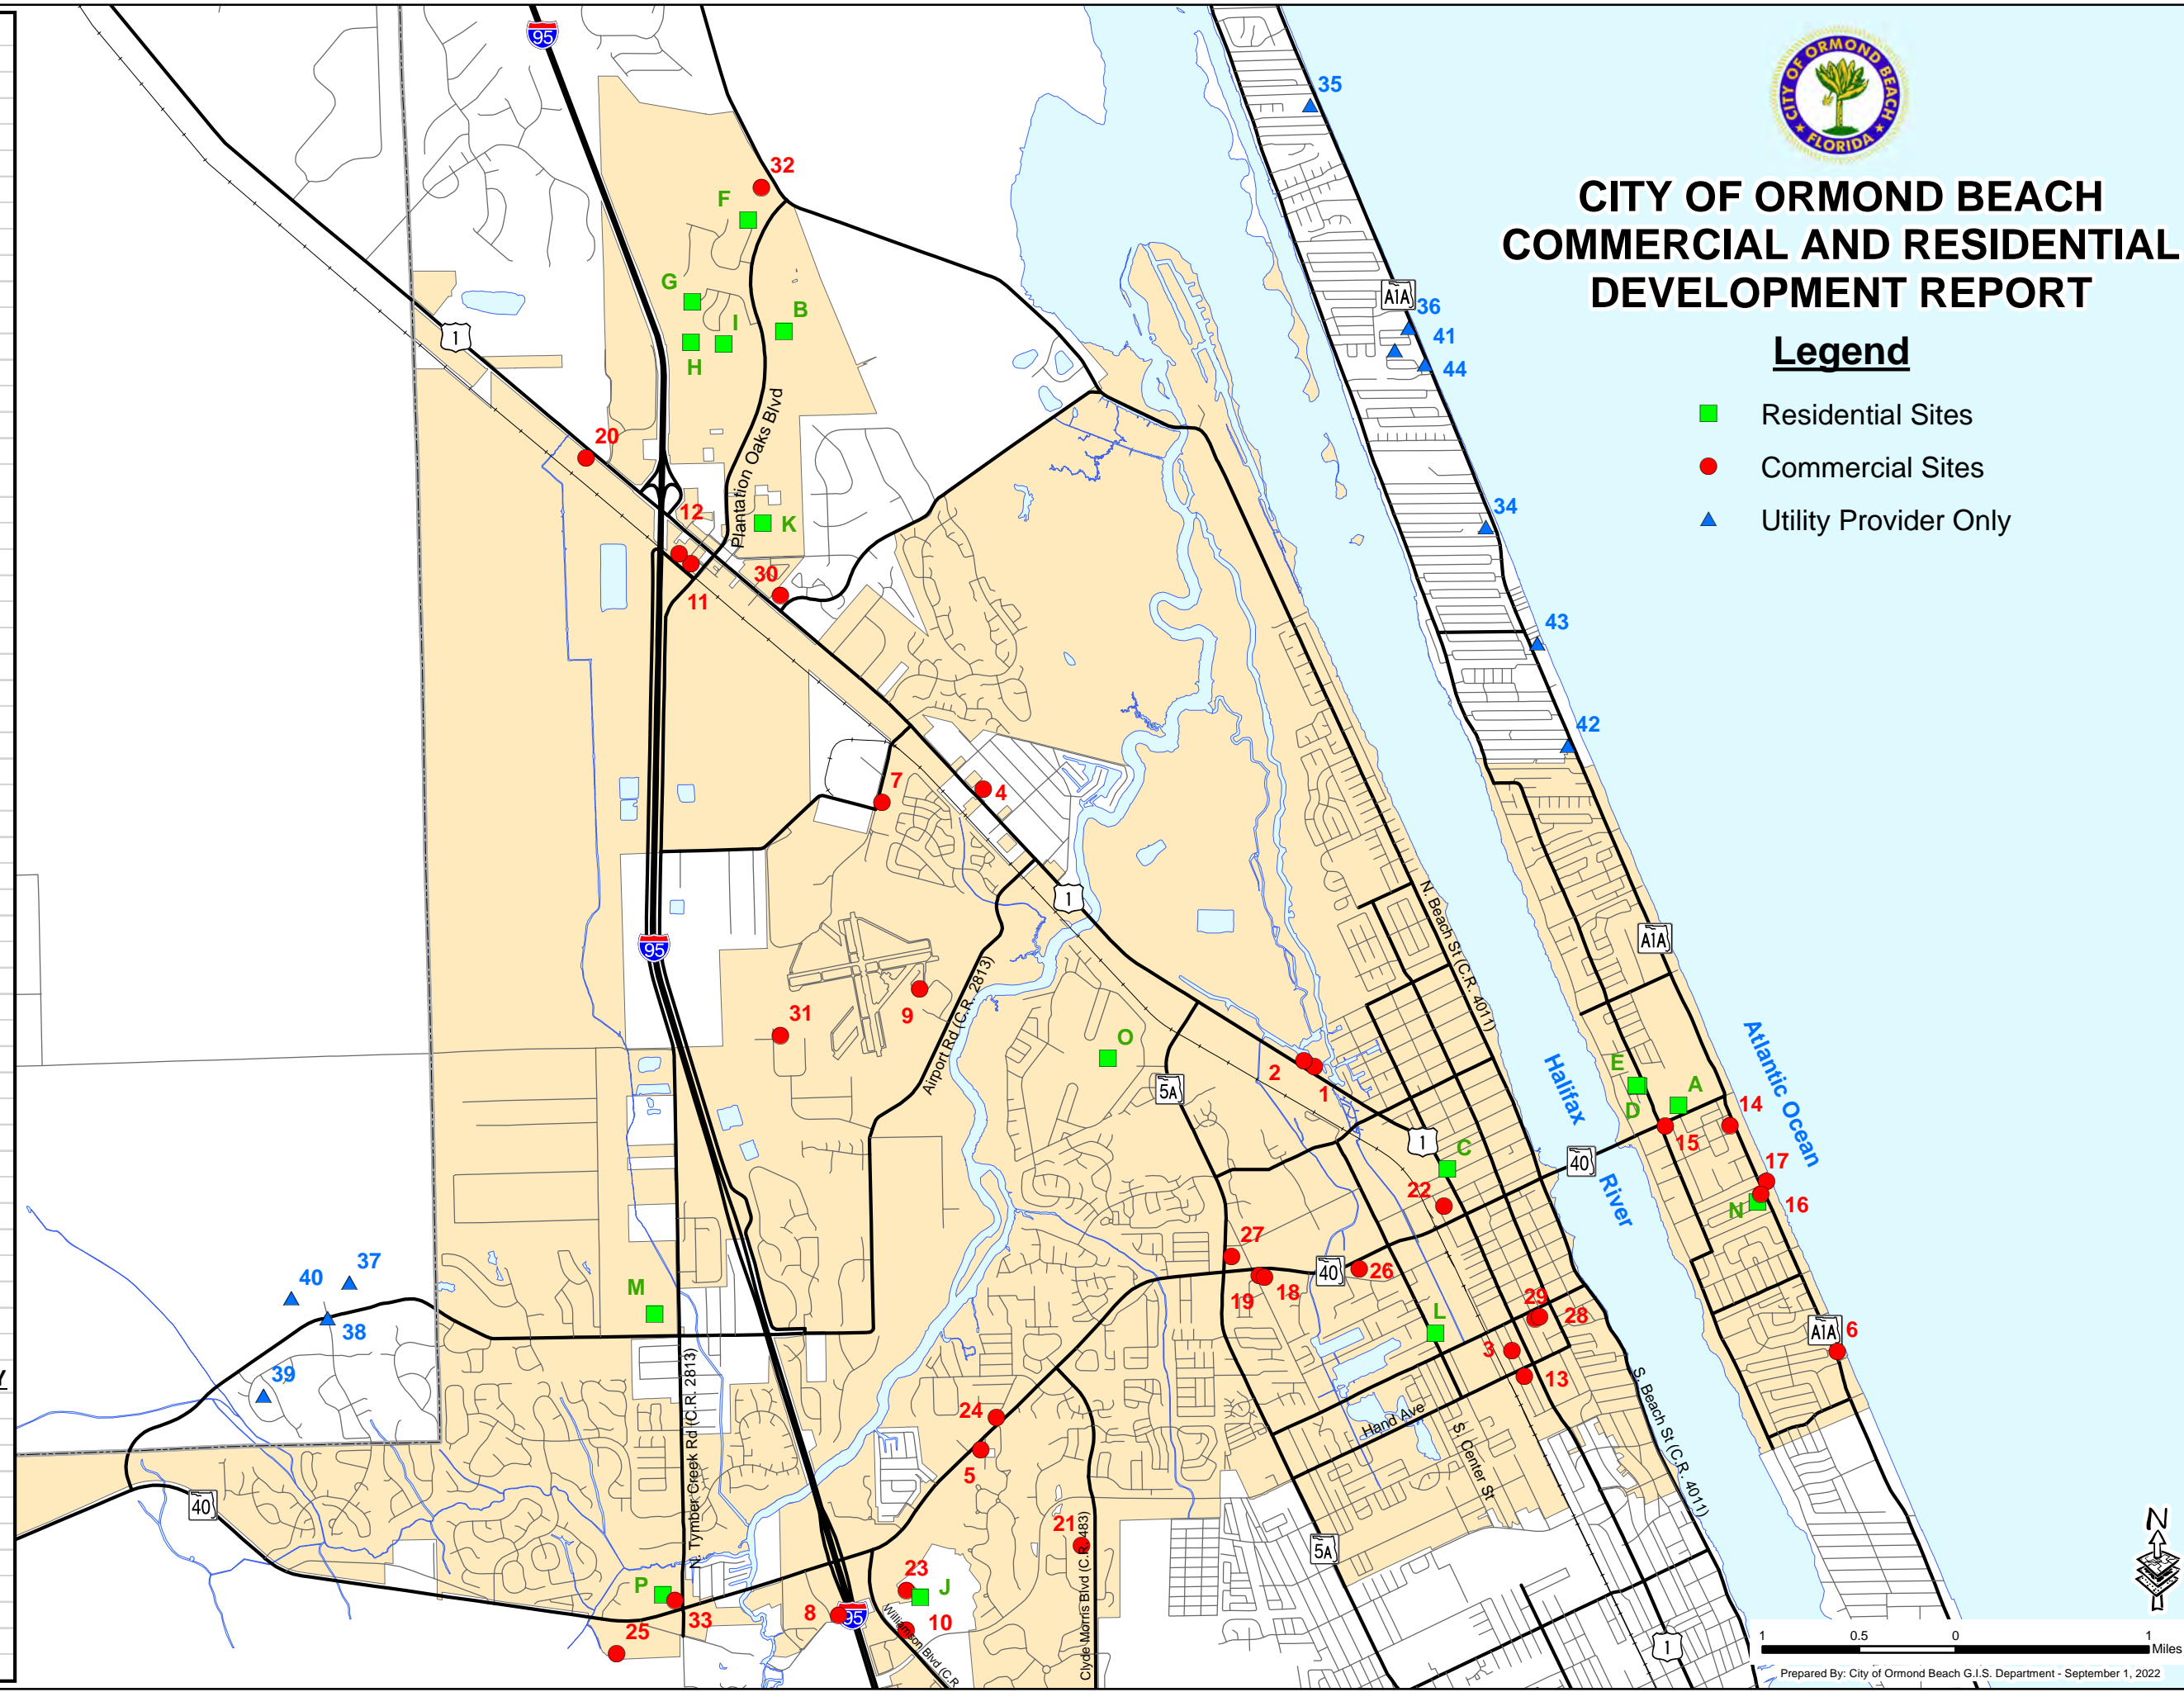 CITY OF ORMOND BEACH
FLORIDA
CITY OF ORMOND BEACH
COMMERCIAL AND RESIDENTIAL
DEVELOPMENT REPORT
Legend
Residential Sites
Commercial Sites
Utility Provider Only
95
35
32
F
G
B
I
H
1
A1A
36
41
44
20
Plantation Oaks Blvd
12
K
34
30
11
43
42
7
4
1
N. Beach St (C.R. 4011)
A1A
95
Airport Rd (C.R. 2813)
9
31
O
2
1
5A
Halifax
River
Atlantic Ocean
E
D
A
14
15
1
C
40
17
16
N
22
27
40
26
19
18
37
40
38
39
M
29
28
L
3
13
A1A
6
Y
N. Tymber Creek Rd (C.R. 2813)
24
5
Hand Ave
S. Center St
S. Beach St (C.R. 4011)
40
21
Clyde Morris Blvd (C.R. 483)
5A
N
23
J
P
33
8
95
10
Williamson Blvd (C.R.
25
1
1
0.5
0
1
Miles
Prepared By: City of Ormond Beach G.I.S. Department - September 1, 2022